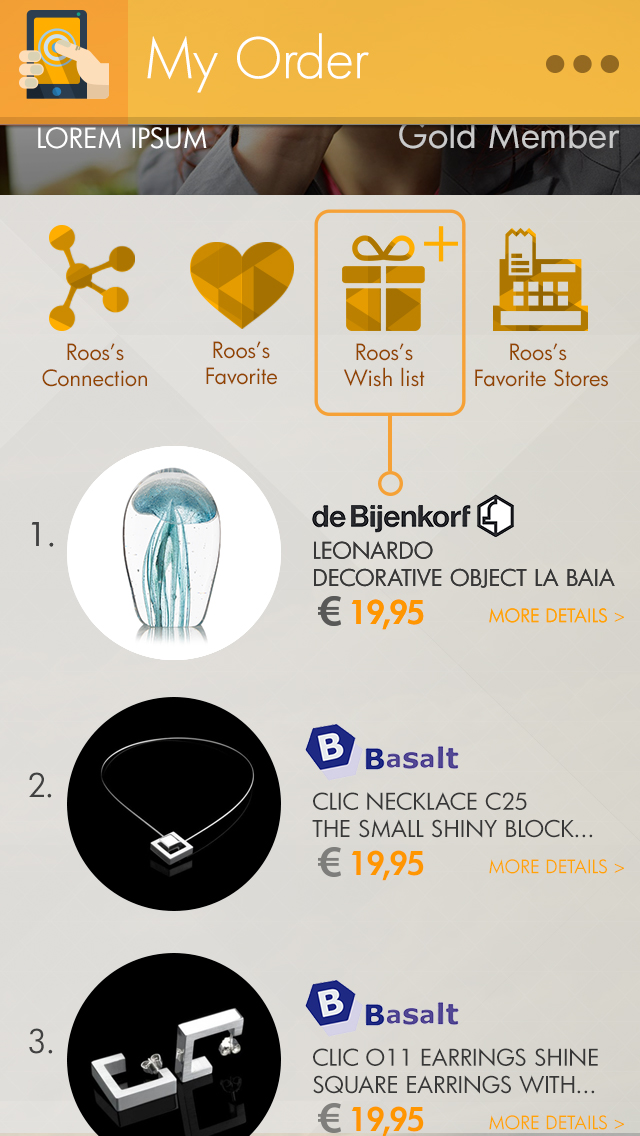 My Order
LOREM IPSUM
Gold Member
Roos's
Connection
Roos's
Favorite
Roos's
Wish list
Roos's
Favorite Stores
1.
de Bijenkorf
LEONARDO
DECORATIVE OBJECT LA BAIA
€ 19,95
MORE DETAILS >
2.
B Basalt
CLIC NECKLACE C25
THE SMALL SHINY BLOCK...
€ 19,95
MORE DETAILS >
3.
B Basalt
CLIC O11 EARRINGS SHINE
SQUARE EARRINGS WITH...
€ 19,95
MORE DETAILS >